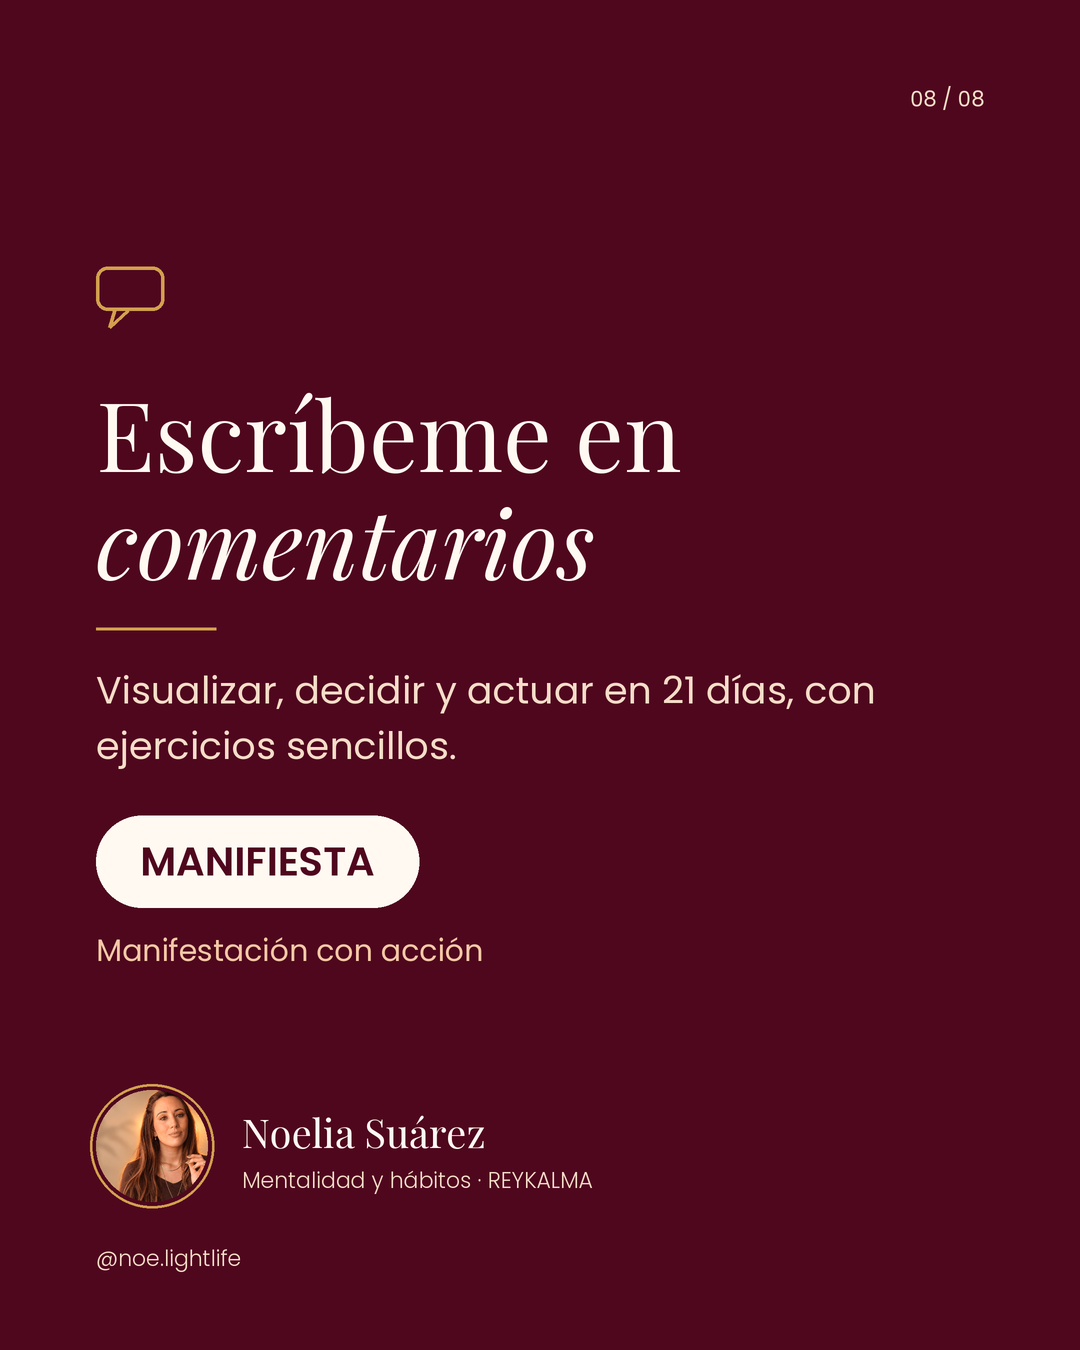 08 / 08
Escríbeme en
comentarios
Visualizar, decidir y actuar en 21 días, con
ejercicios sencillos.
MANIFIESTA
Manifestación con acción
Noelia Suárez
Mentalidad y hábitos · REYKALMA
@noe.lightlife